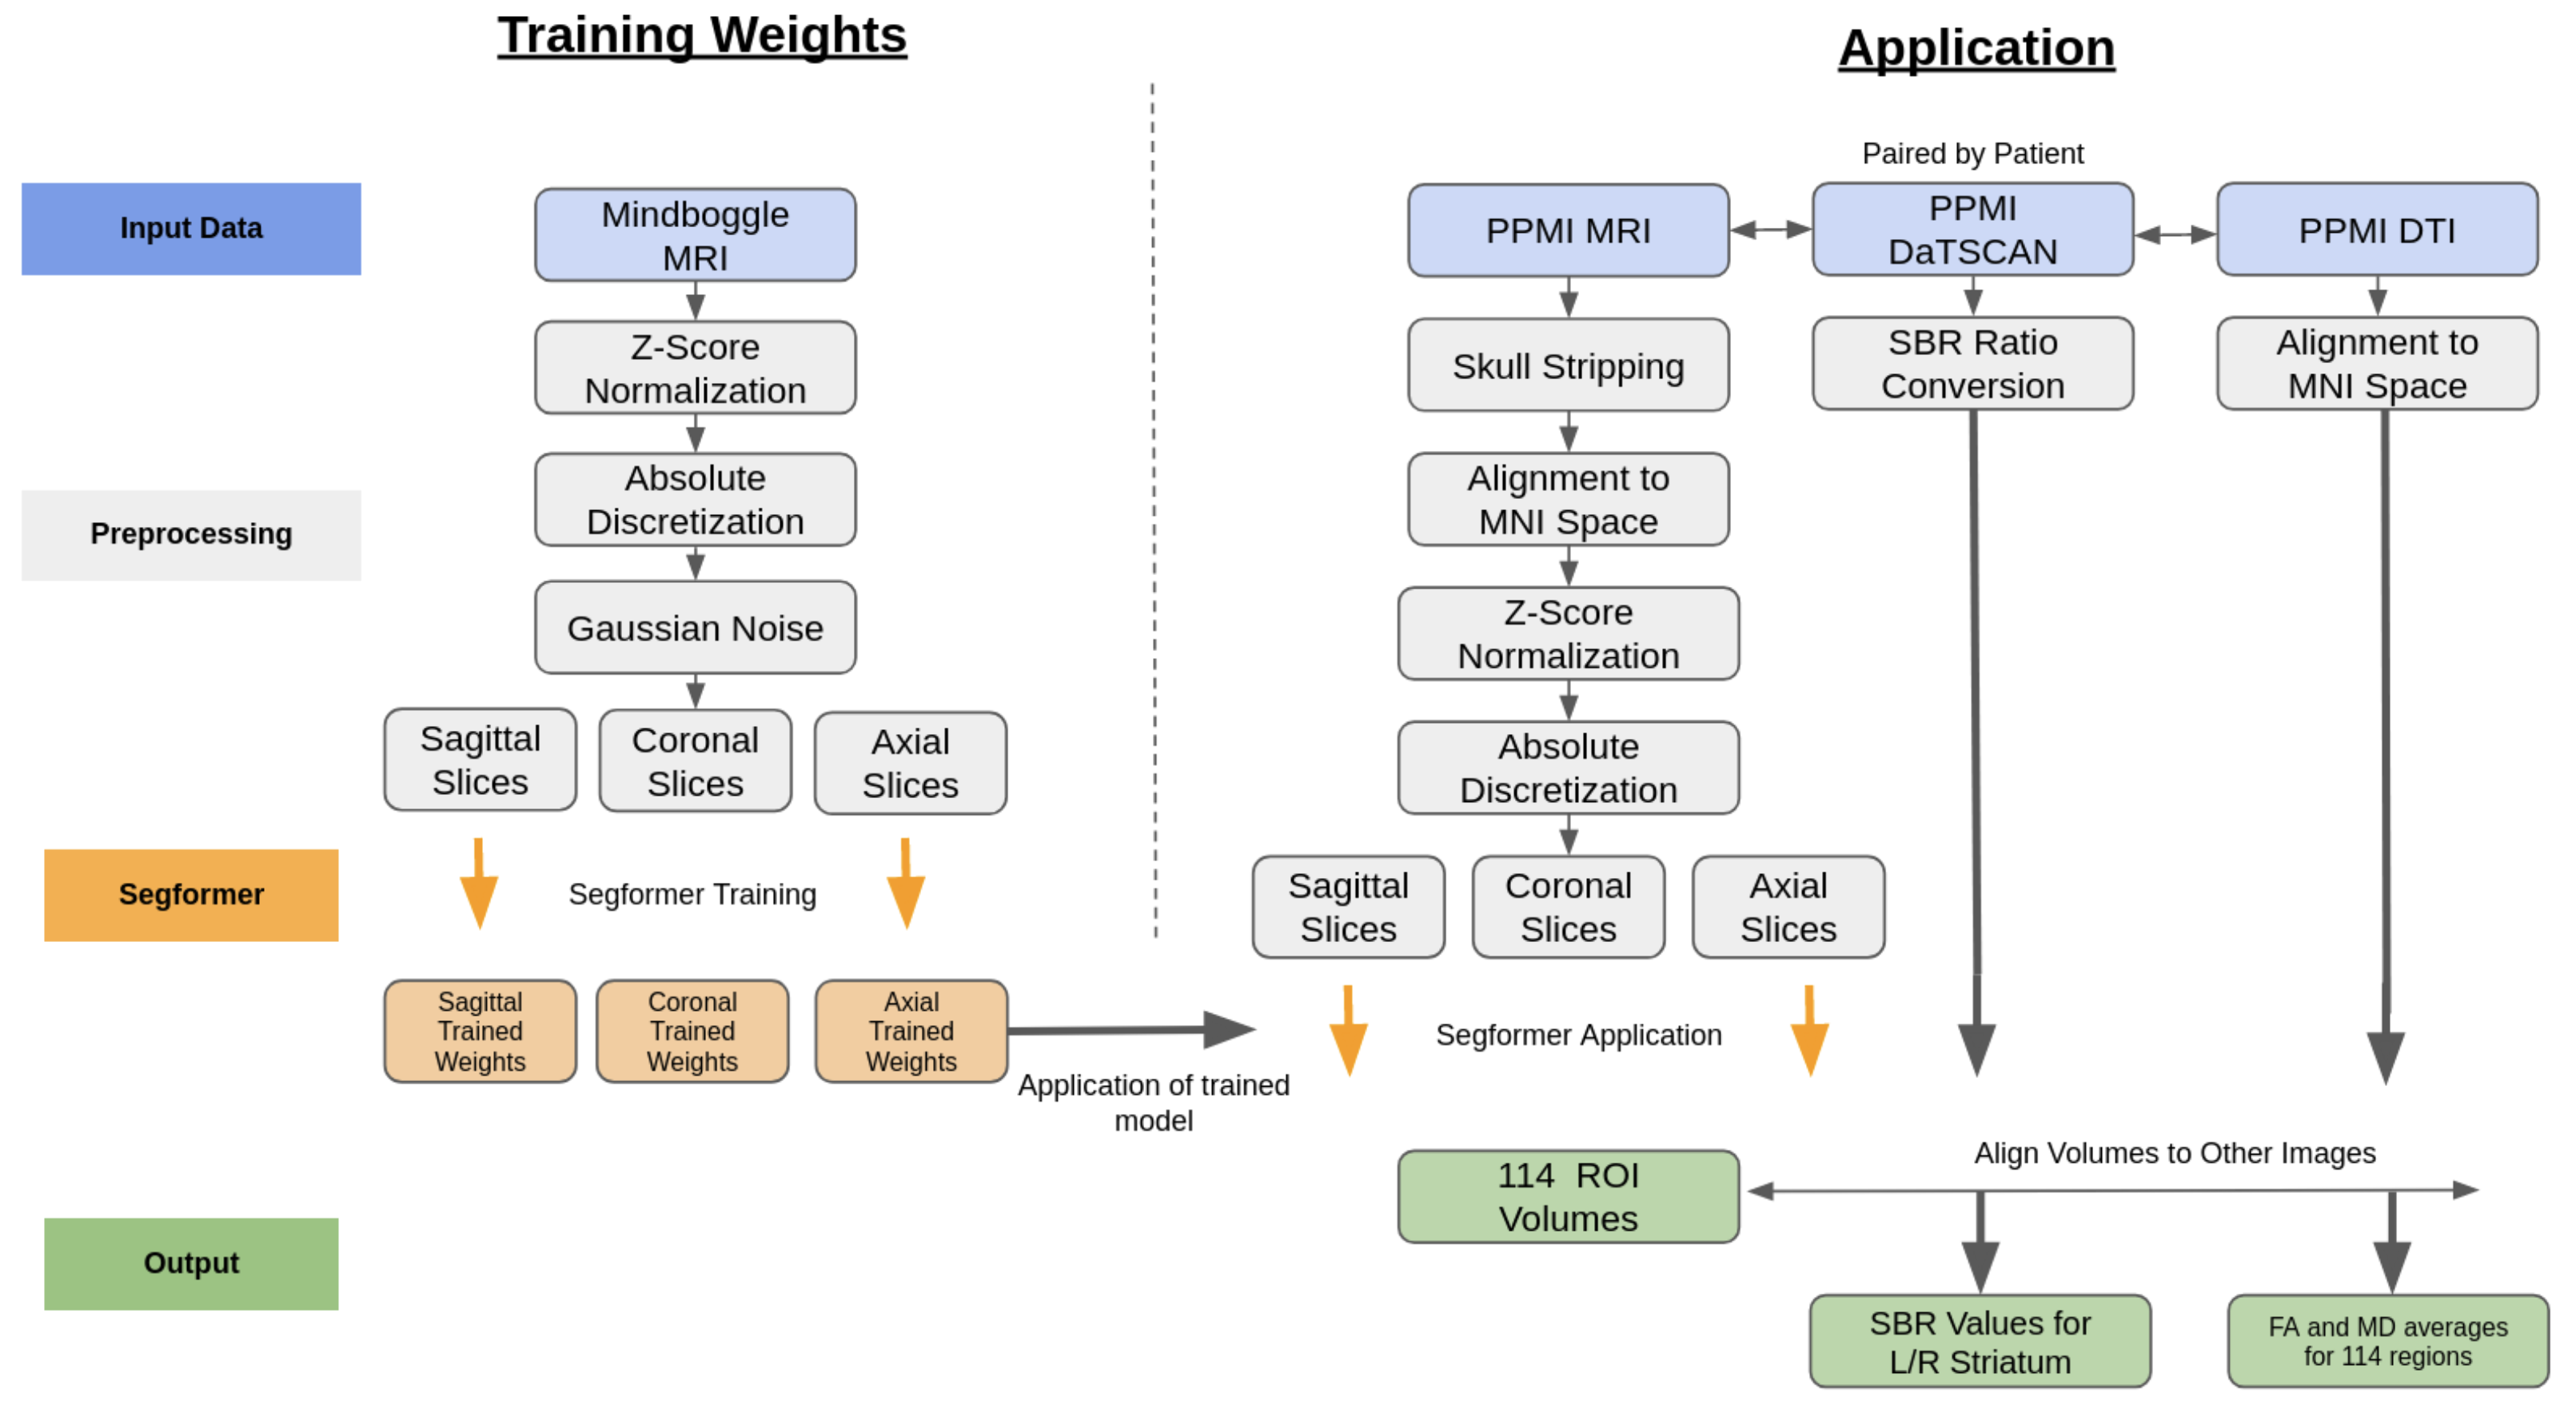 Training Weights
Application
Paired by Patient
Input Data
Mindboggle
MRI
PPMI MRI
PPMI
DaTSCAN
PPMI DTI
Z-Score
Normalization
Skull Stripping
SBR Ratio
Conversion
Alignment to
MNI Space
Preprocessing
Absolute
Discretization
Alignment to
MNI Space
Gaussian Noise
Z-Score
Normalization
Sagittal
Slices
Coronal
Slices
Axial
Slices
Absolute
Discretization
Segformer
Segformer Training
Sagittal
Slices
Coronal
Slices
Axial
Slices
Sagittal
Trained
Weights
Coronal
Trained
Weights
Axial
Trained
Weights
Application of trained
model
Segformer Application
Align Volumes to Other Images
114 ROI
Volumes
Output
SBR Values for
L/R Striatum
FA and MD averages
for 114 regions